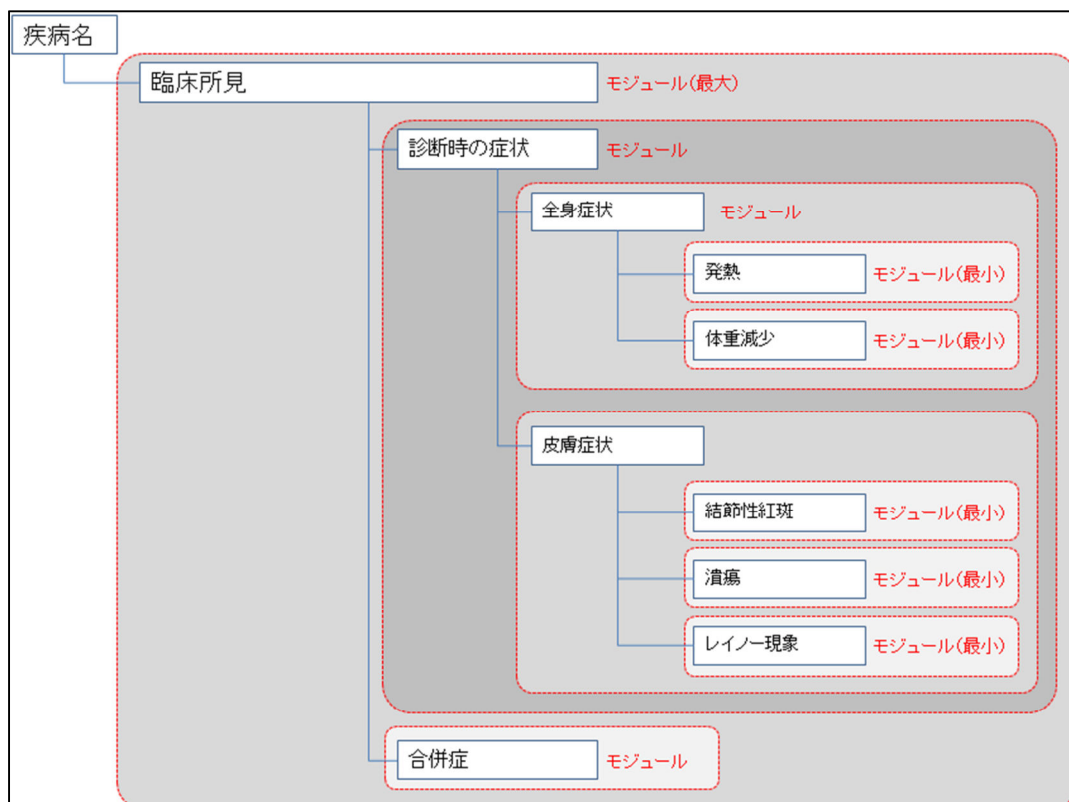 疾病名
臨床所見 モジュール(最大)
診断時の症状 モジュール
全身症状 モジュール
発熱 モジュール(最小)
体重減少 モジュール(最小)
皮膚症状
結節性紅斑 モジュール(最小)
潰瘍 モジュール(最小)
レイノー現象 モジュール(最小)
合併症 モジュール